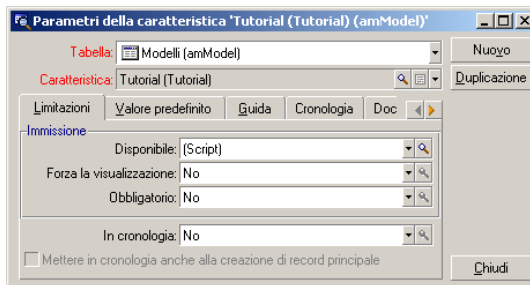 Parametri della caratteristica 'Tutorial (Tutorial) (amModel)'
Tabella: Modelli (amModel)
Nuovo
Caratteristica: Tutorial (Tutorial)
Duplicazione
Limitazioni Valore predefinito Guida Cronologia Doc
Immissione
Disponibile: (Script)
Forza la visualizzazione: No
Obbligatorio: No
In cronologia: No
Mettere in cronologia anche alla creazione di record principale
Chiudi